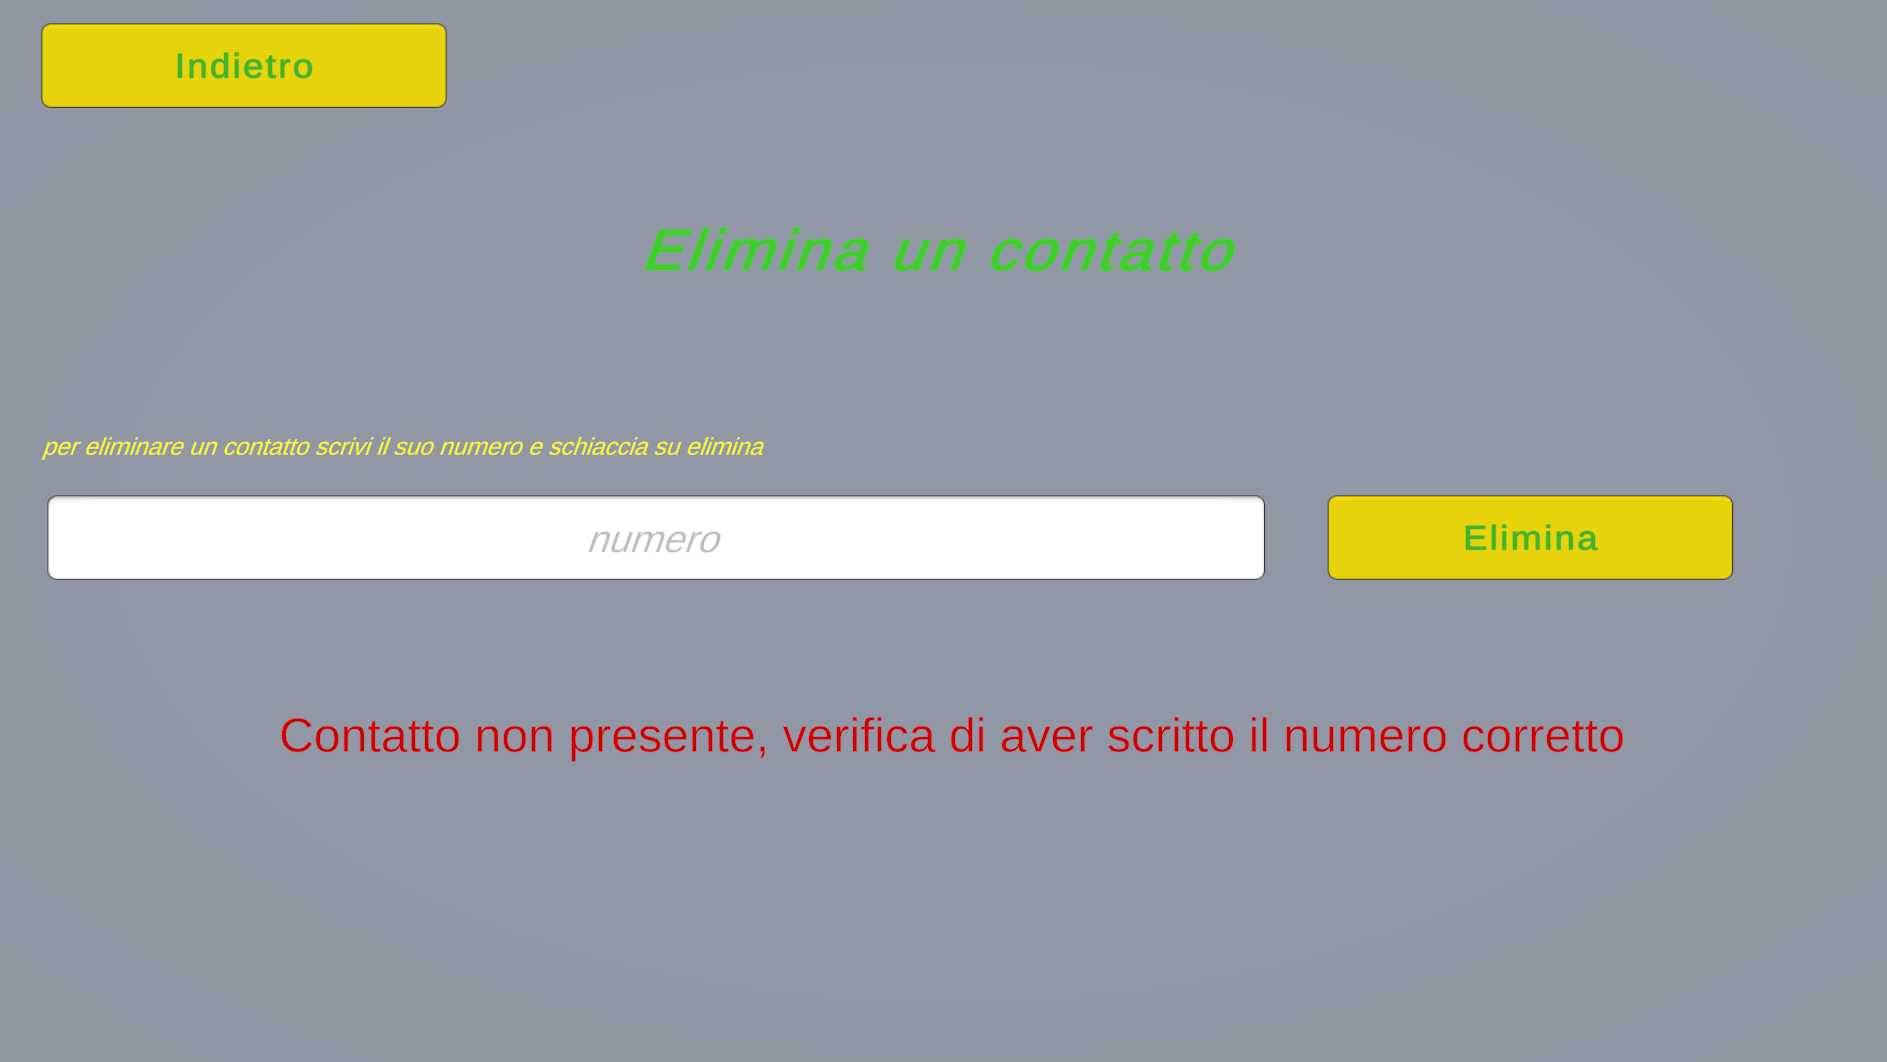 Indietro
Elimina un contatto
per eliminare un contatto scrivi il suo numero e schiaccia su elimina
numero
Elimina
Contatto non presente, verifica di aver scritto il numero corretto